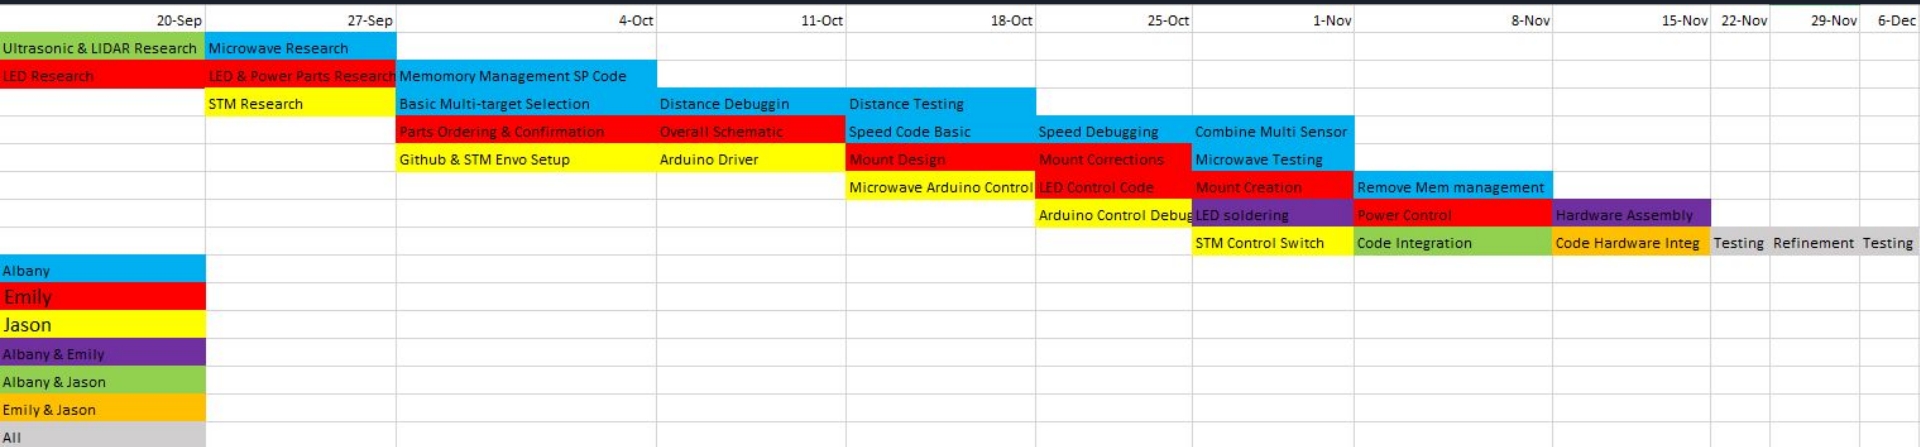 20-Sep 27-Sep 4-Oct 11-Oct 18-Oct 25-Oct 1-Nov 8-Nov 15-Nov 22-Nov 29-Nov 6-Dec
Ultrasonic & LIDAR Research Microwave Research
LED Research LED & Power Parts Research Memomory Management SP Code
STM Research Basic Multi-target Selection Distance Debuggin Distance Testing
Parts Ordering & Confirmation Overall Schematic Speed Code Basic Speed Debugging Combine Multi Sensor
Github & STM Envo Setup Arduino Driver Mount Design Mount Corrections Microwave Testing
Microwave Arduino Control LED Control Code Mount Creation Remove Mem management
Arduino Control Debug LED soldering Power Control Hardware Assembly
STM Control Switch Code Integration Code Hardware Integ Testing Refinement Testing
Albany
Emily
Jason
Albany & Emily
Albany & Jason
Emily & Jason
All